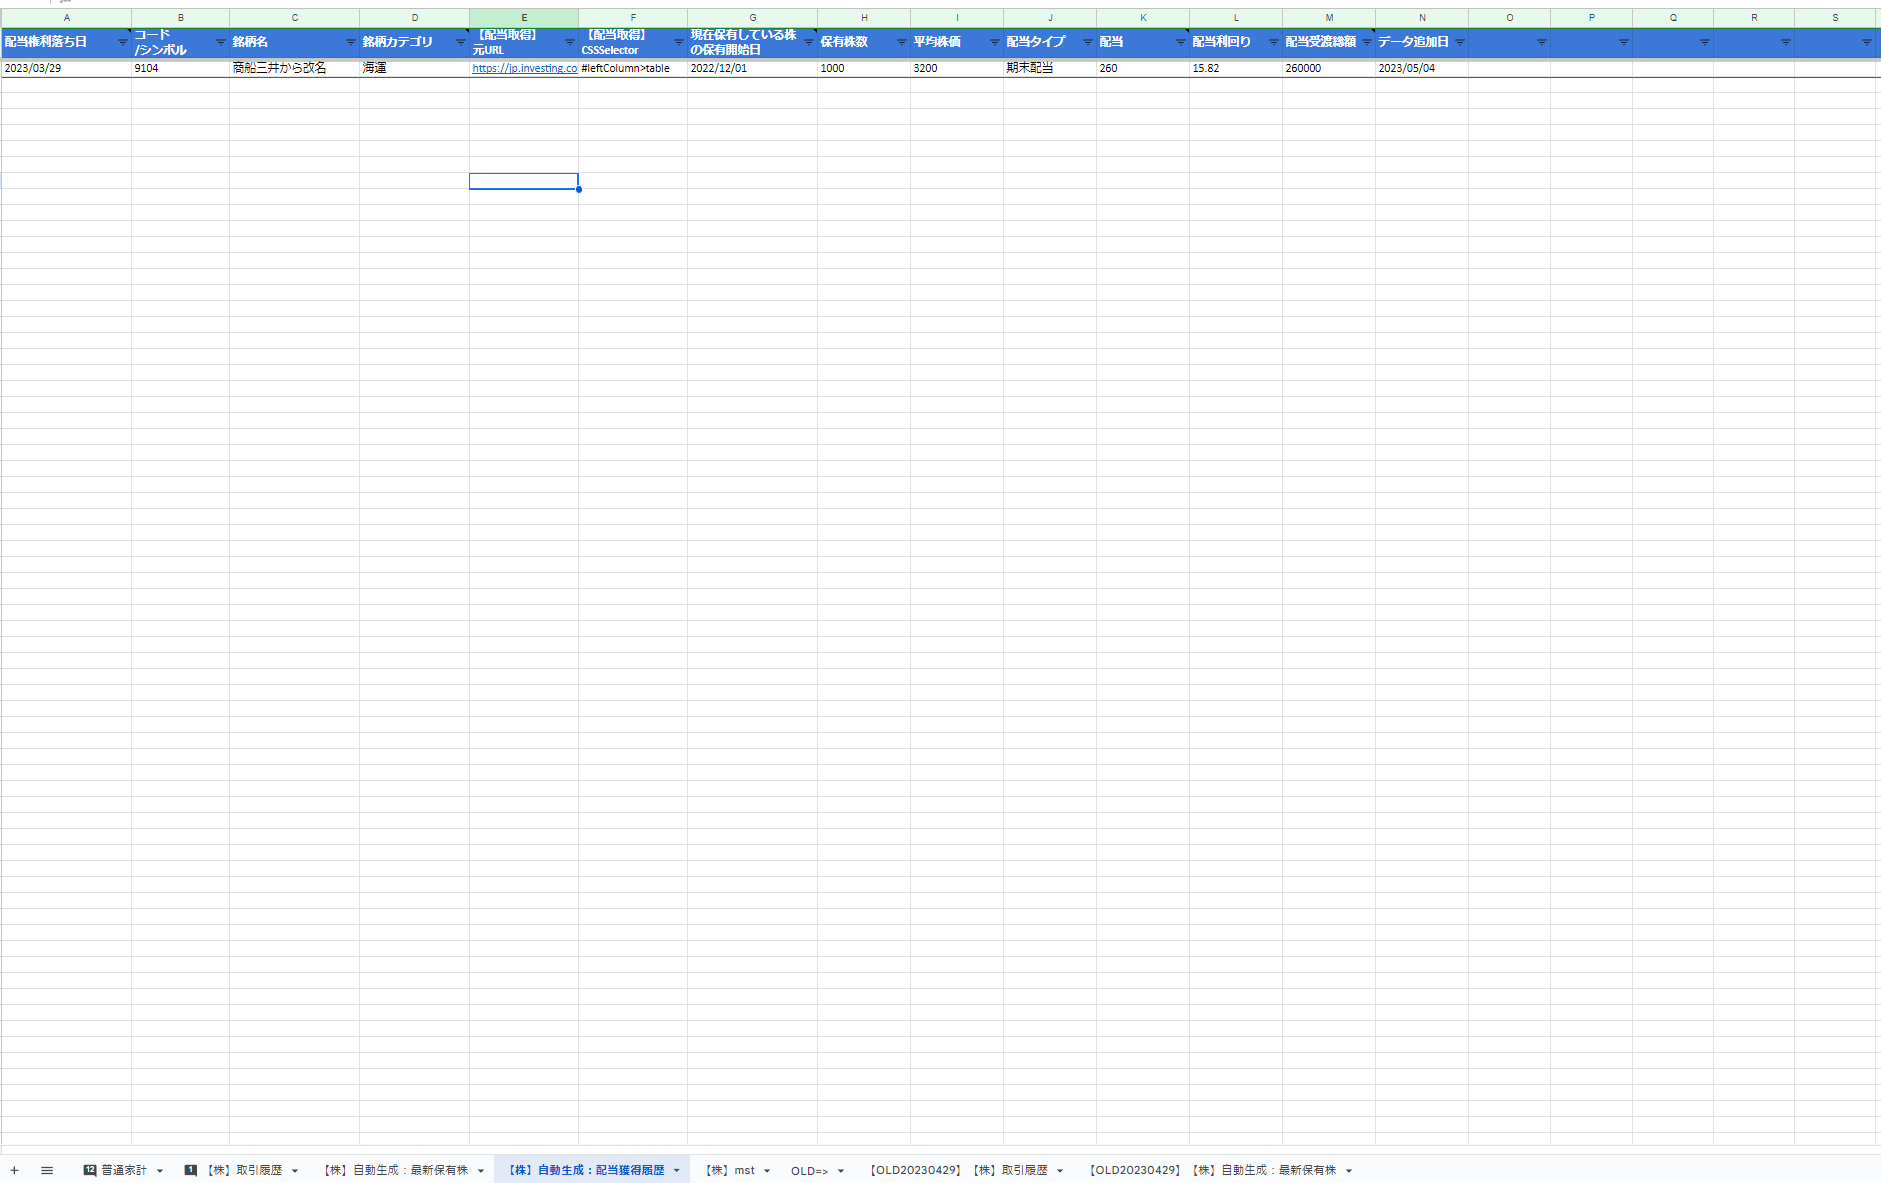 A B C D E F G H I J K L M N O P Q R S
配当権利落ち日
コード
/シンボル
銘柄名
銘柄カテゴリ
【配当取得】
元URL
【配当取得】
CSSSelector
現在保有している株
の保有開始日
保有株数
平均株価
配当タイプ
配当
配当利回り
配当受渡総額
データ追加日
2023/03/29 9104 商船三井から改名 海運 https://jp.investing.co #leftColumn>table 2022/12/01 1000 3200 期末配当 260 15.82 260000 2023/05/04
12 普通家計 1 【株】取引履歴 【株】自動生成：最新保有株 【株】自動生成：配当獲得履歴 【株】mst OLD=> 【OLD20230429】【株】取引履歴 【OLD20230429】【株】自動生成：最新保有株